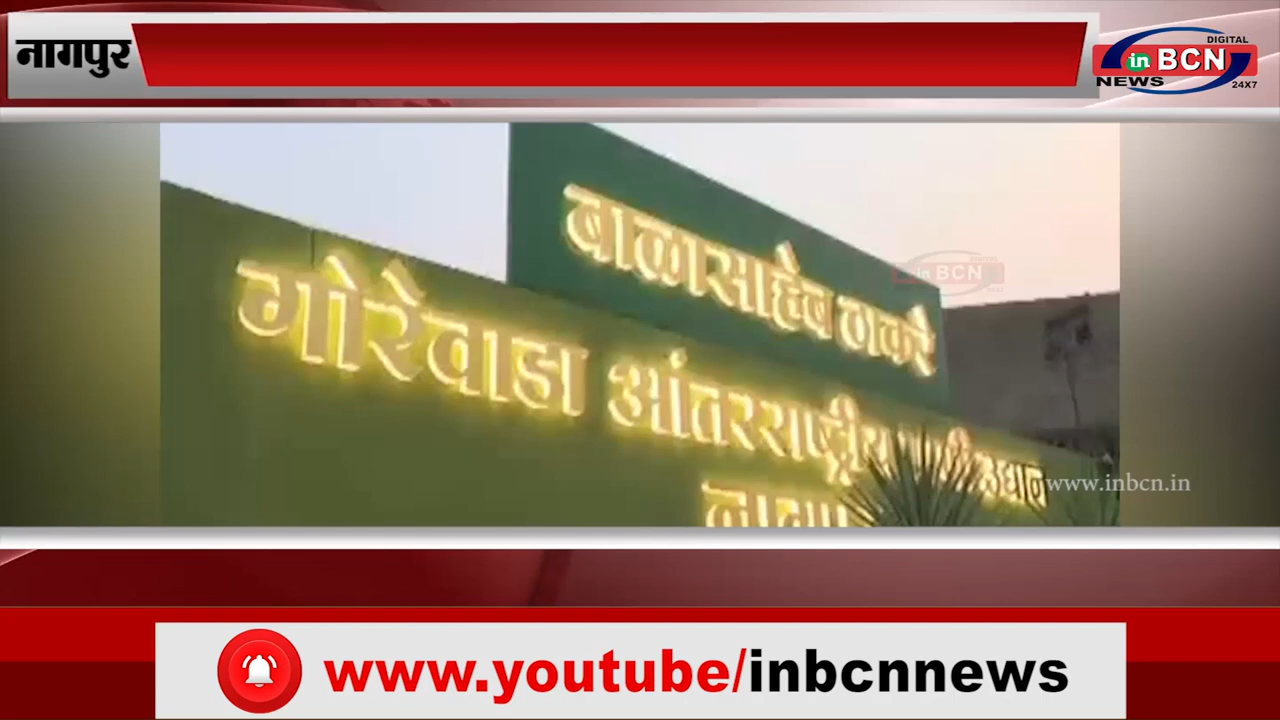 नागपुर
DIGITAL
in BCN
NEWS 24X7
बाळासाहेब ठाकरे
in BCN
गोरेवाडा आंतरराष्ट्रीय
www.inbcn.in
www.youtube/inbcnnews